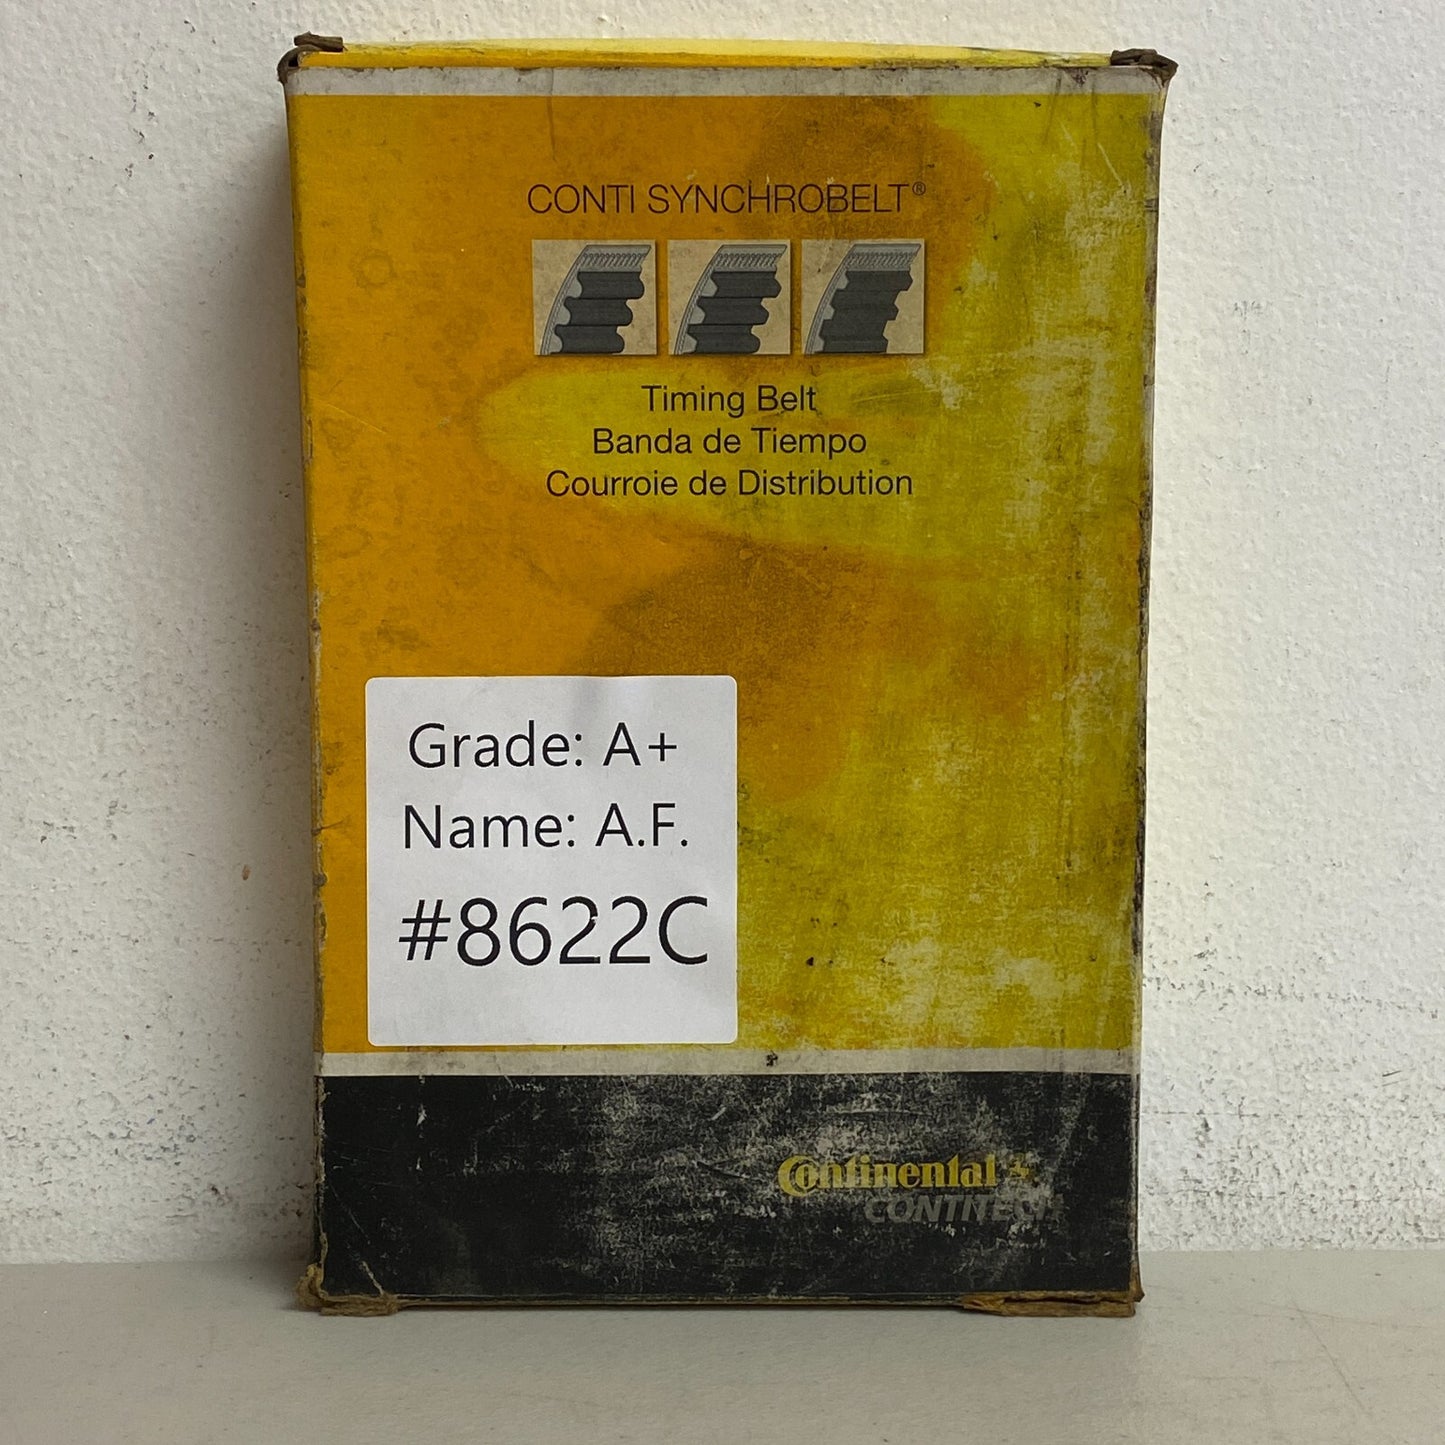 CONTI SYNCHROBELT®
Timing Belt
Banda de Tiempo
Courroie de Distribution
Grade: A+
Name: A.F.
#8622C
Continental
CONTITECH